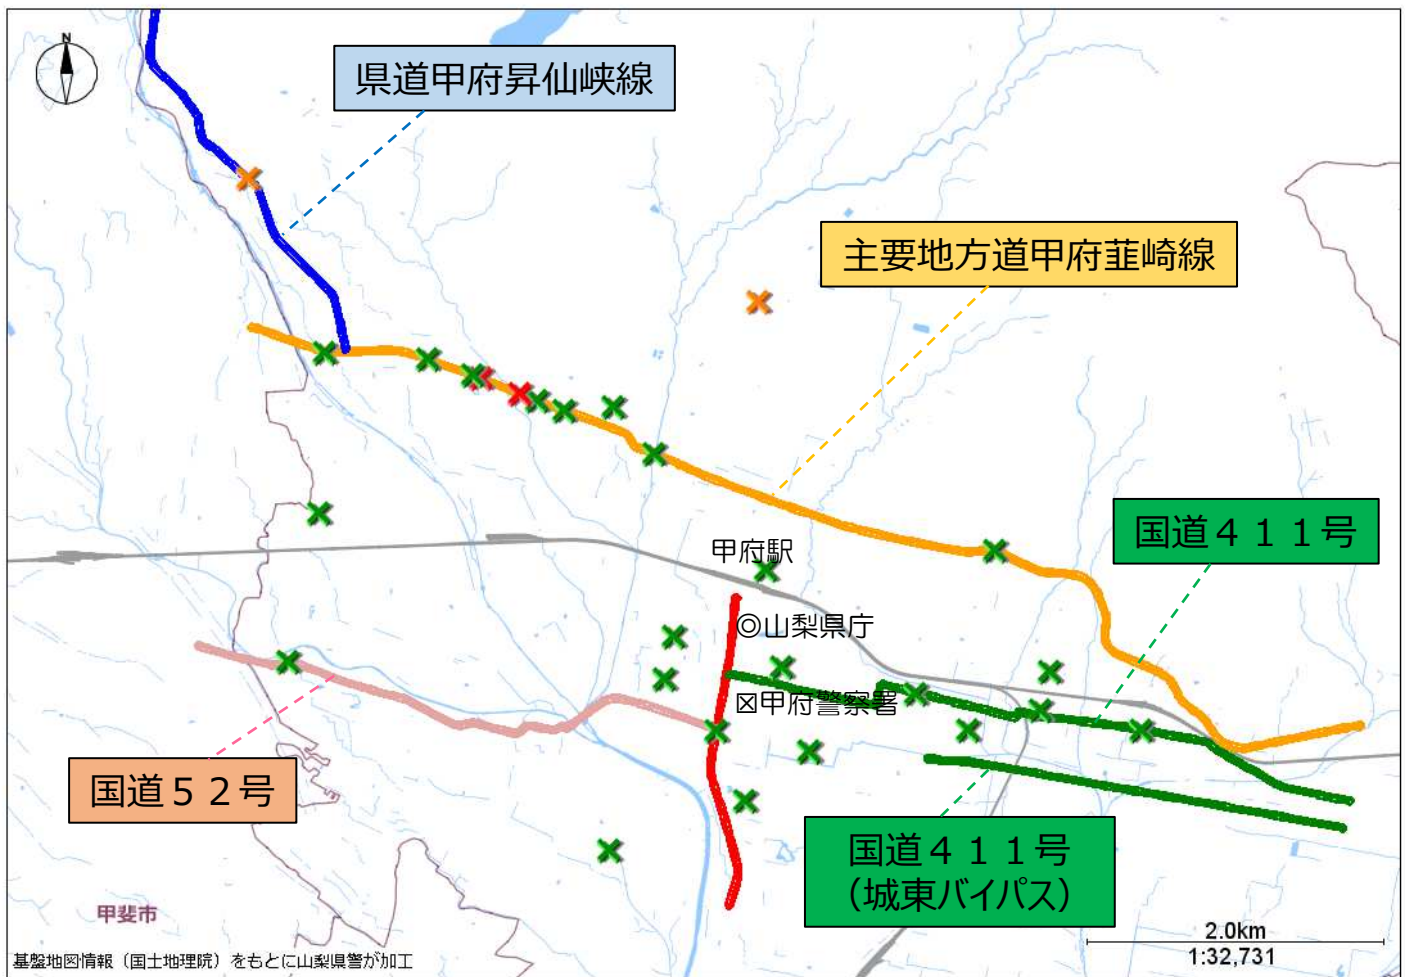 N
県道甲府昇仙峡線
主要地方道甲府韮崎線
国道４１１号
甲府駅
◎山梨県庁
☒甲府警察署
国道５２号
国道４１１号
（城東バイパス）
甲斐市
2.0km
1:32,731
基盤地図情報（国土地理院）をもとに山梨県警が加工